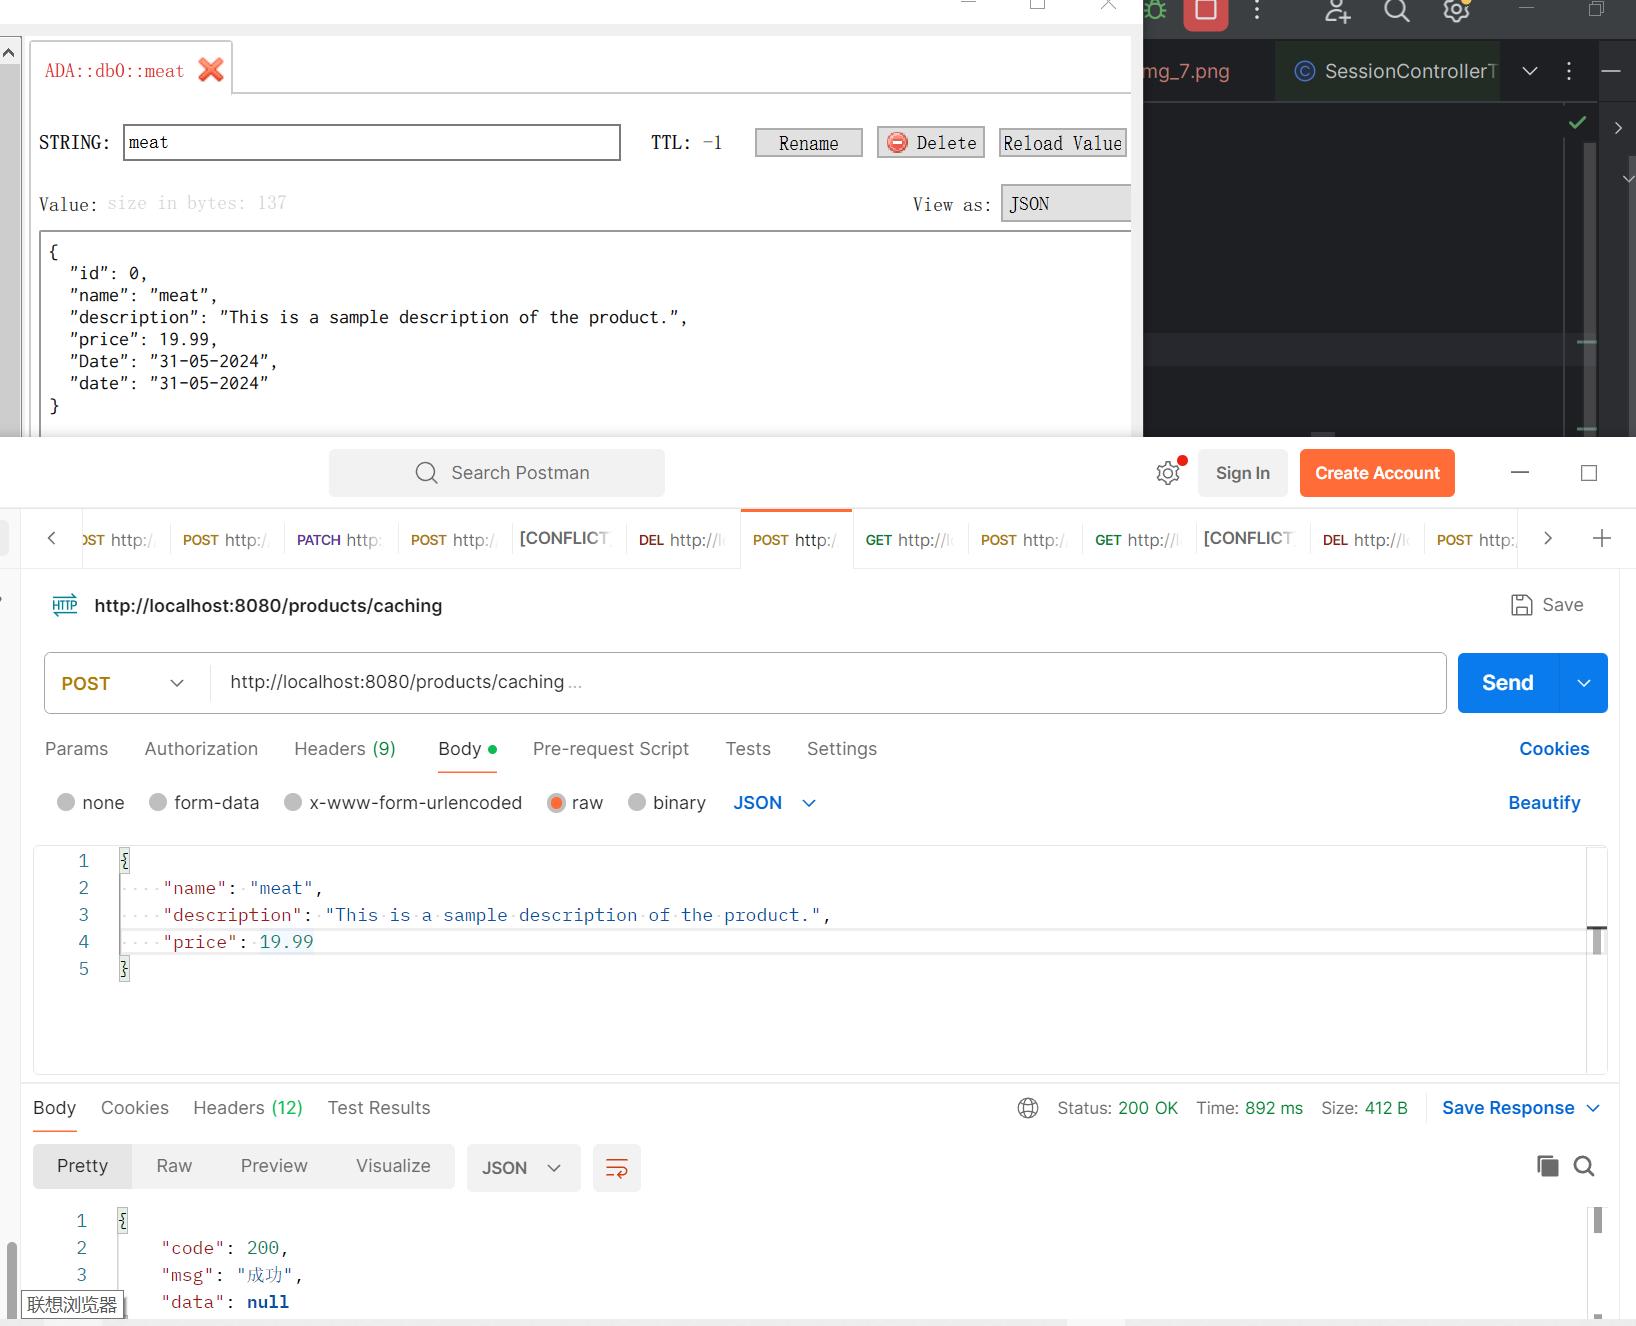 ADA::db0::meat
mg_7.png
SessionControllerT
STRING: meat TTL: -1 Rename Delete Reload Value
Value: size in bytes: 137 View as: JSON
{
"id": 0,
"name": "meat",
"description": "This is a sample description of the product.",
"price": 19.99,
"Date": "31-05-2024",
"date": "31-05-2024"
}
Search Postman Sign In Create Account
OST http:/ POST http:/ PATCH http: POST http:/ [CONFLICT DEL http://l POST http:/ GET http://l POST http:/ GET http://l [CONFLICT DEL http://l POST http:/
HTTP http://localhost:8080/products/caching Save
POST http://localhost:8080/products/caching ... Send
Params Authorization Headers (9) Body Pre-request Script Tests Settings Cookies
none form-data x-www-form-urlencoded raw binary JSON Beautify
1 {
2 "name": "meat",
3 "description": "This is a sample description of the product.",
4 "price": 19.99
5 }
Body Cookies Headers (12) Test Results Status: 200 OK Time: 892 ms Size: 412 B Save Response
Pretty Raw Preview Visualize JSON
1 {
2 "code": 200,
3 "msg": "成功",
"data": null
联想浏览器